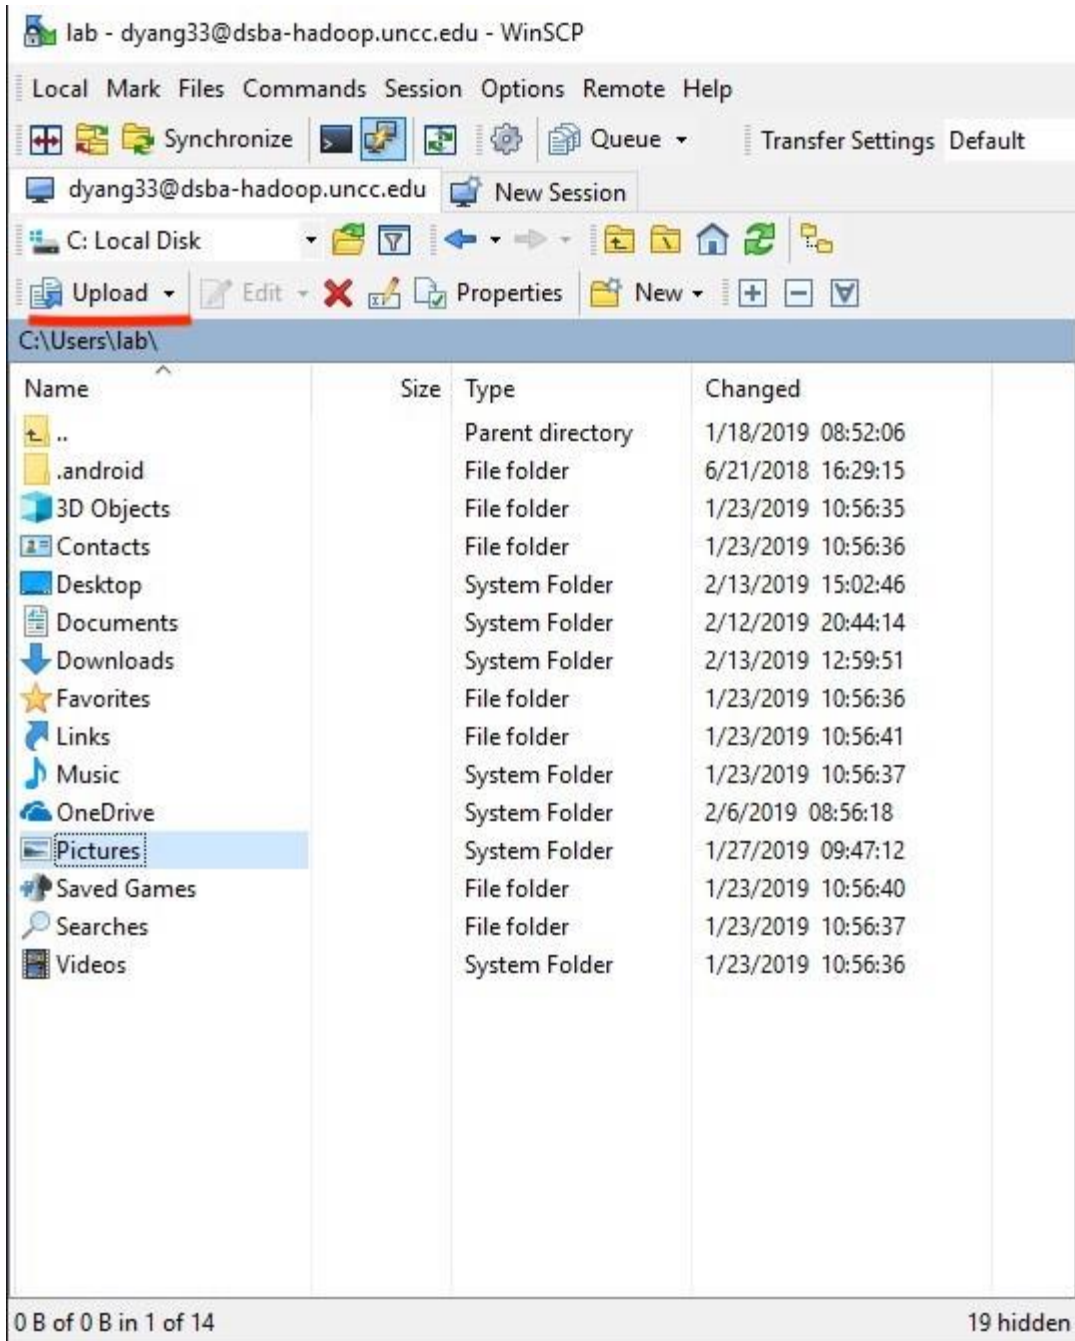 lab - dyang33@dsba-hadoop.uncc.edu - WinSCP
Local Mark Files Commands Session Options Remote Help
Synchronize Queue Transfer Settings Default
dyang33@dsba-hadoop.uncc.edu New Session
C: Local Disk
Upload Edit Properties New
C:\Users\lab\
Name Size Type Changed
.. Parent directory 1/18/2019 08:52:06
.android File folder 6/21/2018 16:29:15
3D Objects File folder 1/23/2019 10:56:35
Contacts File folder 1/23/2019 10:56:36
Desktop System Folder 2/13/2019 15:02:46
Documents System Folder 2/12/2019 20:44:14
Downloads System Folder 2/13/2019 12:59:51
Favorites File folder 1/23/2019 10:56:36
Links File folder 1/23/2019 10:56:41
Music System Folder 1/23/2019 10:56:37
OneDrive System Folder 2/6/2019 08:56:18
Pictures System Folder 1/27/2019 09:47:12
Saved Games File folder 1/23/2019 10:56:40
Searches File folder 1/23/2019 10:56:37
Videos System Folder 1/23/2019 10:56:36
0 B of 0 B in 1 of 14 19 hidden